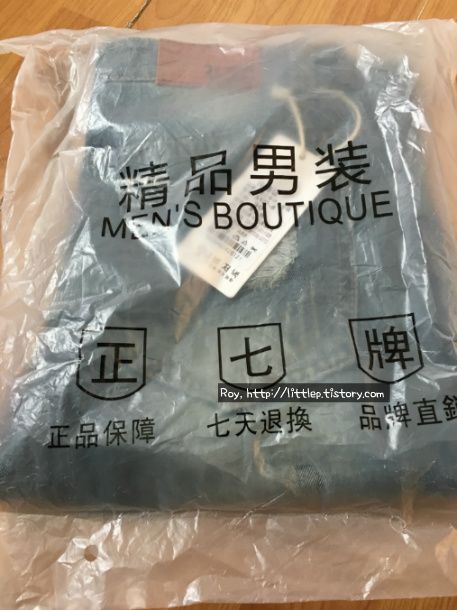 精品男装
MEN'S BOUTIQUE
正 七 牌
Roy, http://littlep.tistory.com
正品保障 七天退换 品牌直销